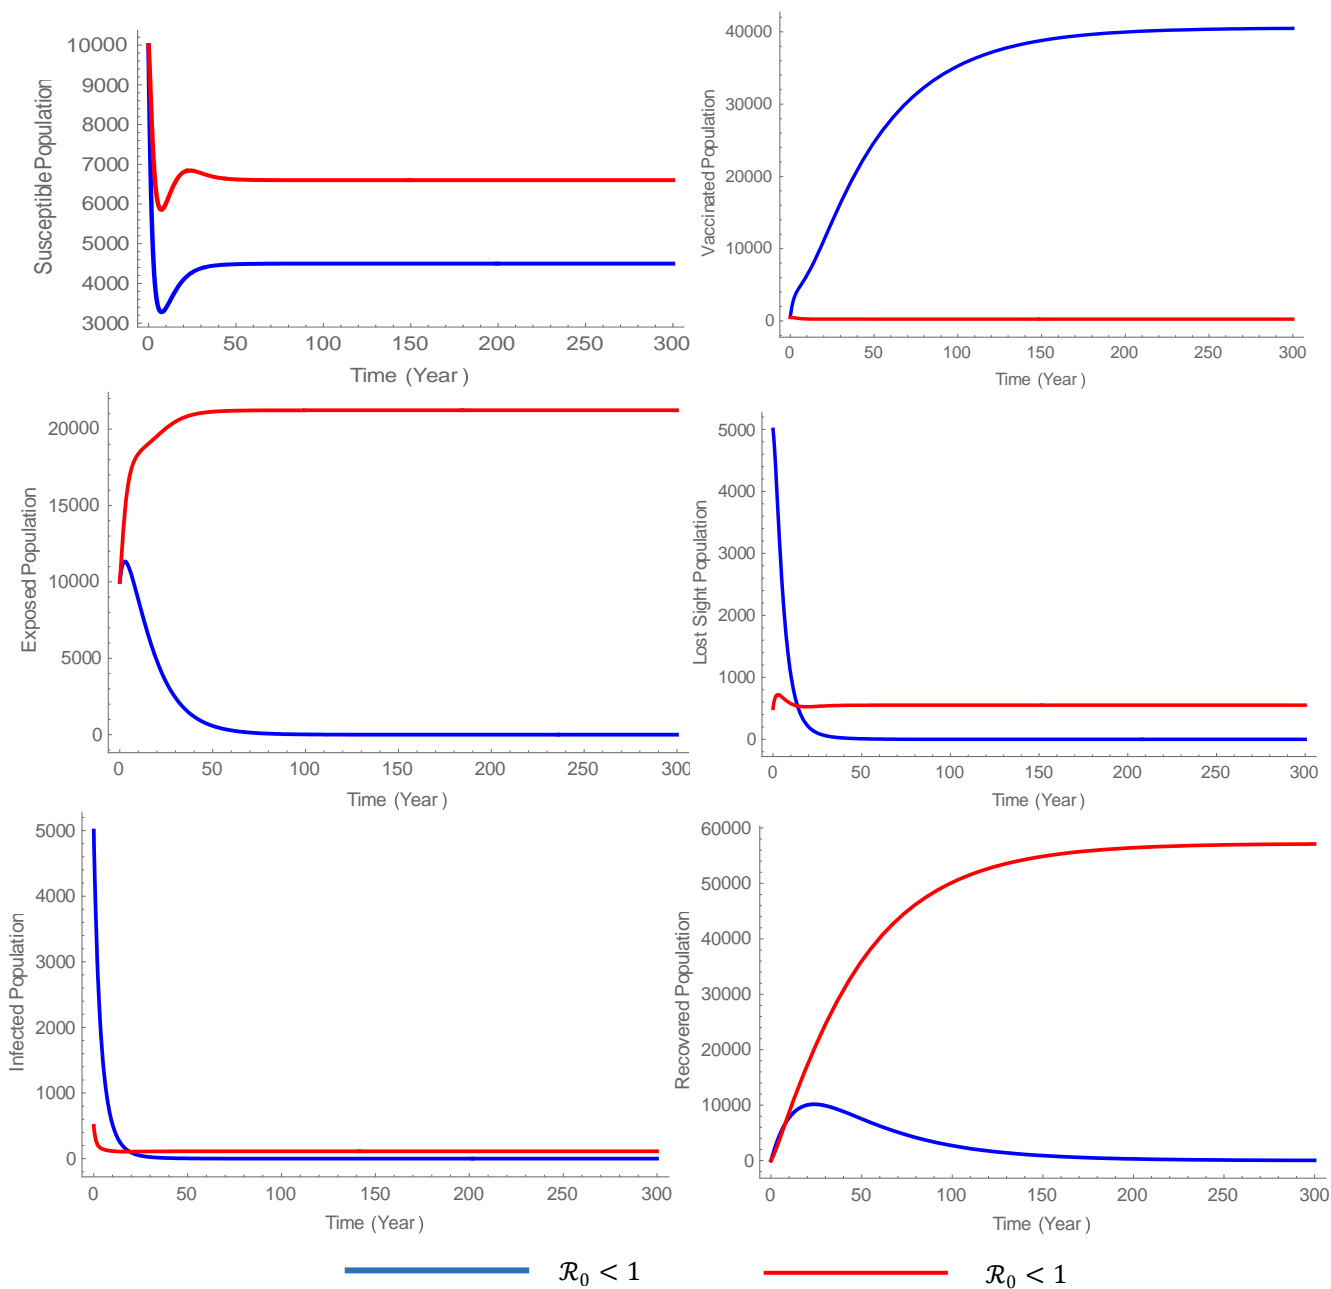 Susceptible Population
10000
9000
8000
7000
6000
5000
4000
3000
0 50 100 150 200 250 300
Time (Year)
Vaccinated Population
40000
30000
20000
10000
0
0 50 100 150 200 250 300
Time (Year)
Exposed Population
20000
15000
10000
5000
0
0 50 100 150 200 250 300
Time (Year)
Lost Sight Population
5000
4000
3000
2000
1000
0
0 50 100 150 200 250 300
Time (Year)
Infected Population
5000
4000
3000
2000
1000
0
0 50 100 150 200 250 300
Time (Year)
Recovered Population
60000
50000
40000
30000
20000
10000
0
0 50 100 150 200 250 300
Time (Year)
ℛ₀ < 1
ℛ₀ < 1